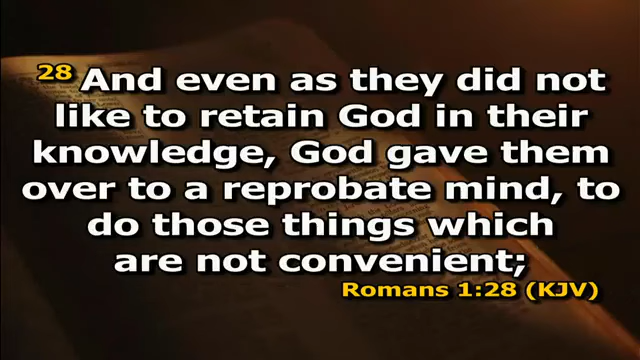 28 And even as they did not
like to retain God in their
knowledge, God gave them
over to a reprobate mind, to
do those things which
are not convenient;
Romans 1:28 (KJV)